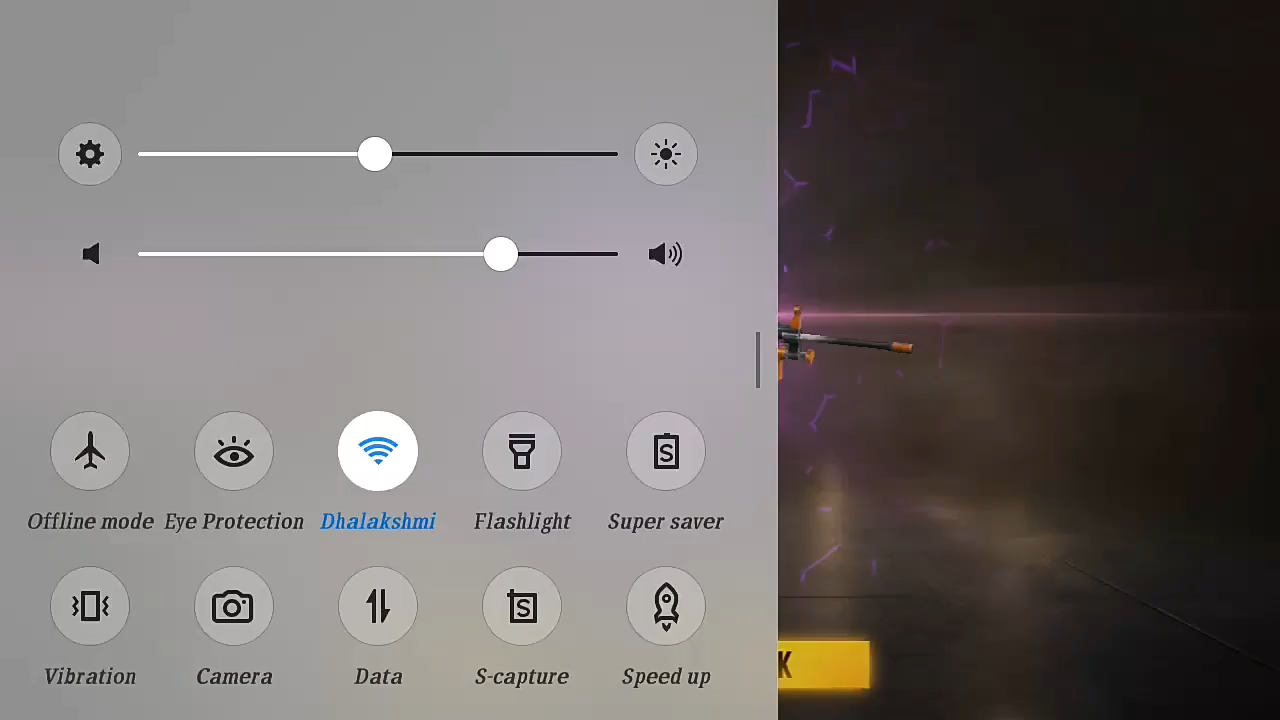 Offline mode Eye Protection Dhalakshmi Flashlight Super saver
Vibration Camera Data S-capture Speed up
K